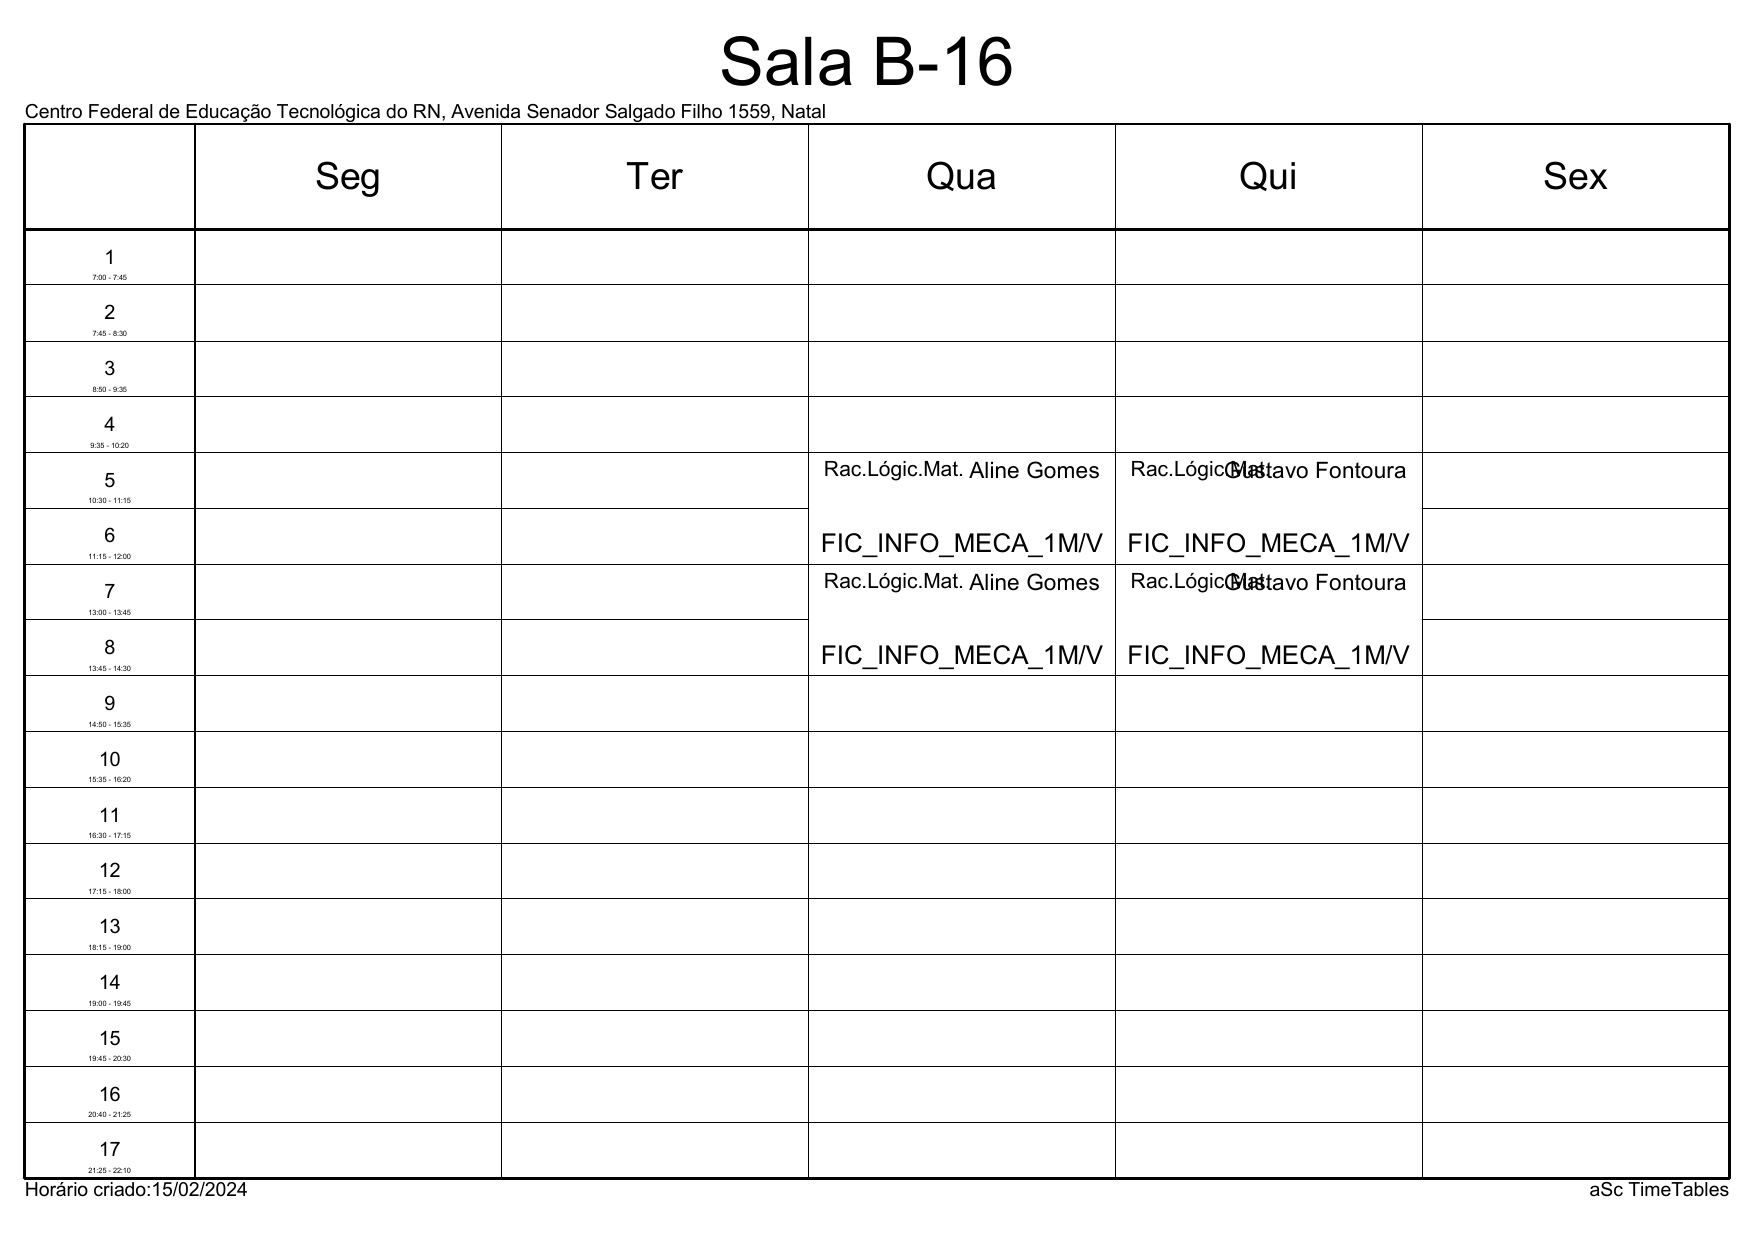 Sala B-16
Centro Federal de Educação Tecnológica do RN, Avenida Senador Salgado Filho 1559, Natal
Seg Ter Qua Qui Sex
1
7:00 - 7:45
2
7:45 - 8:30
3
8:50 - 9:35
4
9:35 - 10:20
5 Rac.Lógic.Mat. Aline Gomes Rac.Lógic.Mat. Gustavo Fontoura
10:30 - 11:15
6 FIC_INFO_MECA_1M/V FIC_INFO_MECA_1M/V
11:15 - 12:00
7 Rac.Lógic.Mat. Aline Gomes Rac.Lógic.Mat. Gustavo Fontoura
13:00 - 13:45
8 FIC_INFO_MECA_1M/V FIC_INFO_MECA_1M/V
13:45 - 14:30
9
14:50 - 15:35
10
15:35 - 16:20
11
16:30 - 17:15
12
17:15 - 18:00
13
18:15 - 19:00
14
19:00 - 19:45
15
19:45 - 20:30
16
20:40 - 21:25
17
21:25 - 22:10
Horário criado:15/02/2024 aSc TimeTables